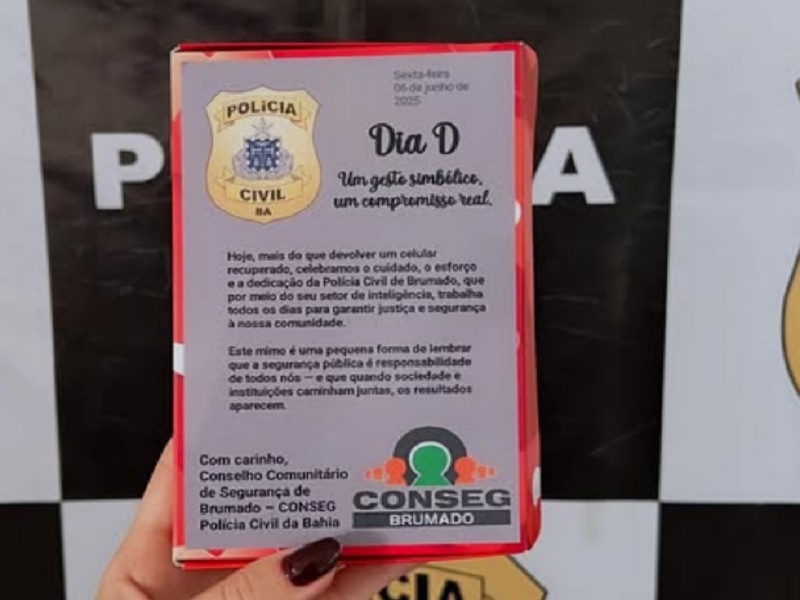 POLÍCIA
CIVIL
BA
Sexta-feira
06 de junho de
2025
Dia D
Um gesto simbólico,
um compromisso real.
Hoje, mais do que devolver um celular
recuperado, celebramos o cuidado, o esforço
e a dedicação da Polícia Civil de Brumado, que
por meio do seu setor de inteligência, trabalha
todos os dias para garantir justiça e segurança
à nossa comunidade.
Este mimo é uma pequena forma de lembrar
que a segurança pública é responsabilidade
de todos nós — e que quando sociedade e
instituições caminham juntas, os resultados
aparecem.
Com carinho,
Conselho Comunitário
de Segurança de
Brumado – CONSEG
Polícia Civil da Bahia
CONSEG
BRUMADO
P
A
CIA